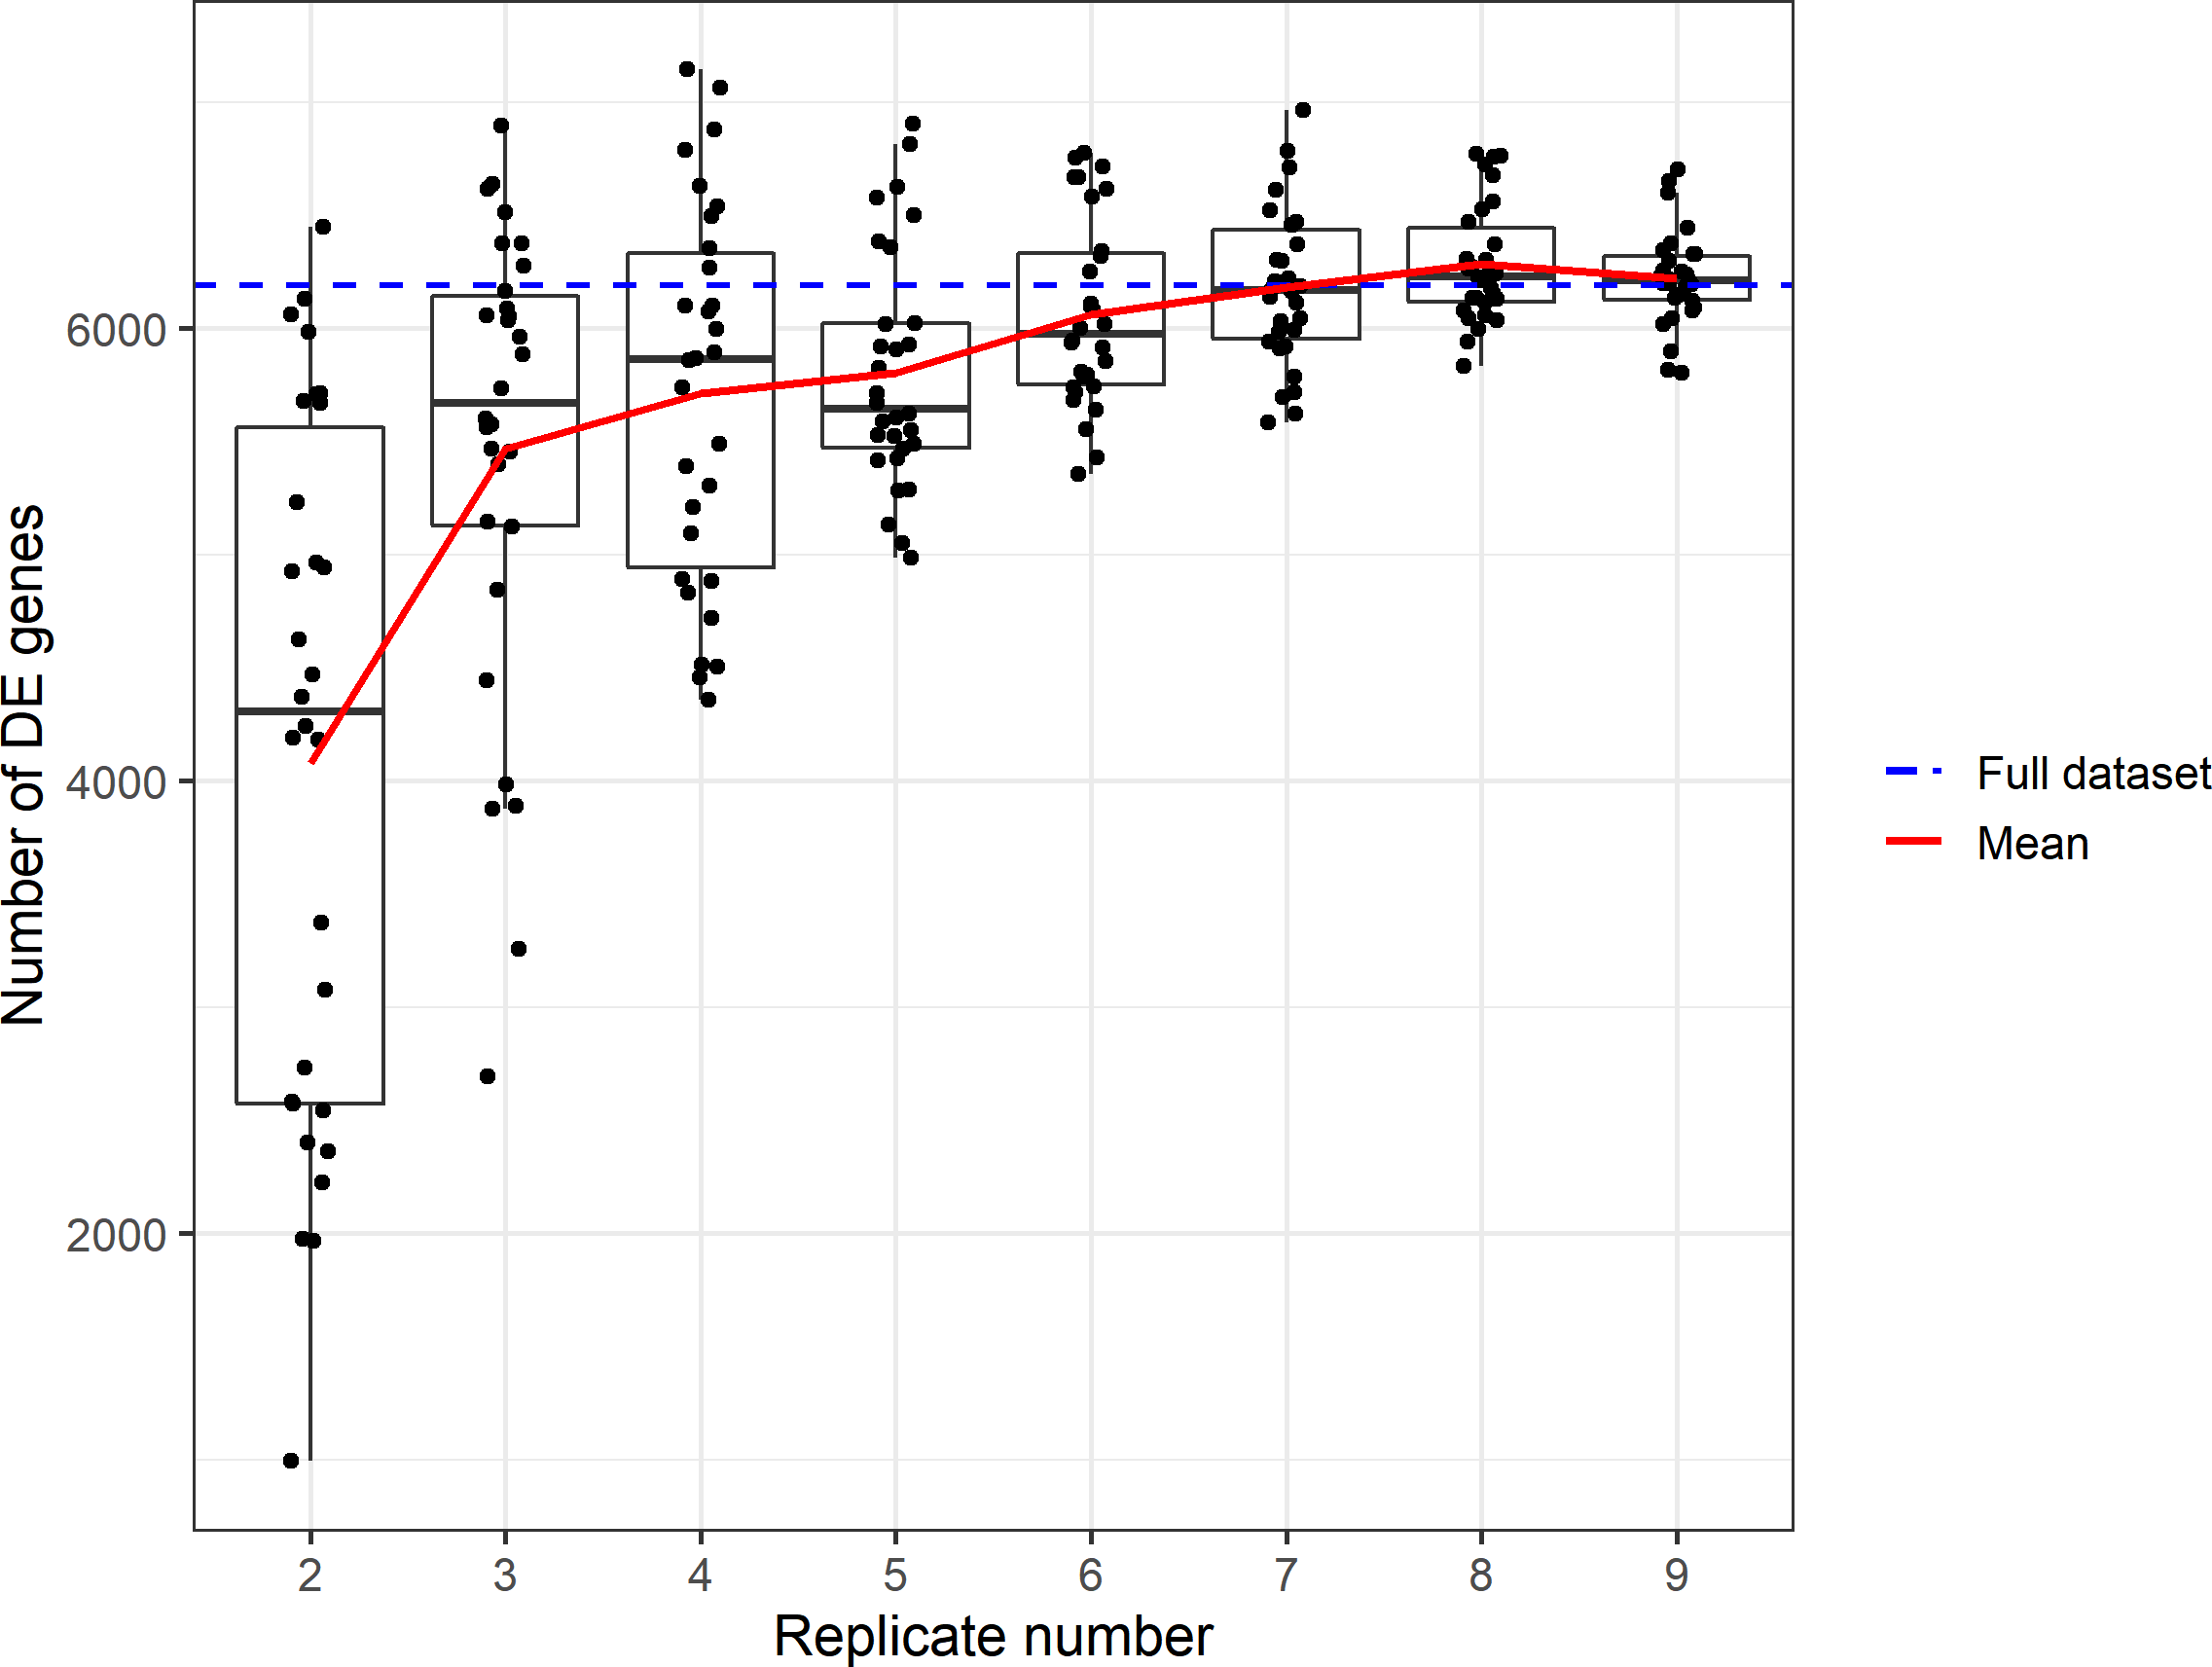 Number of DE genes
6000
4000
2000
2 3 4 5 6 7 8 9
Replicate number
Full dataset
Mean